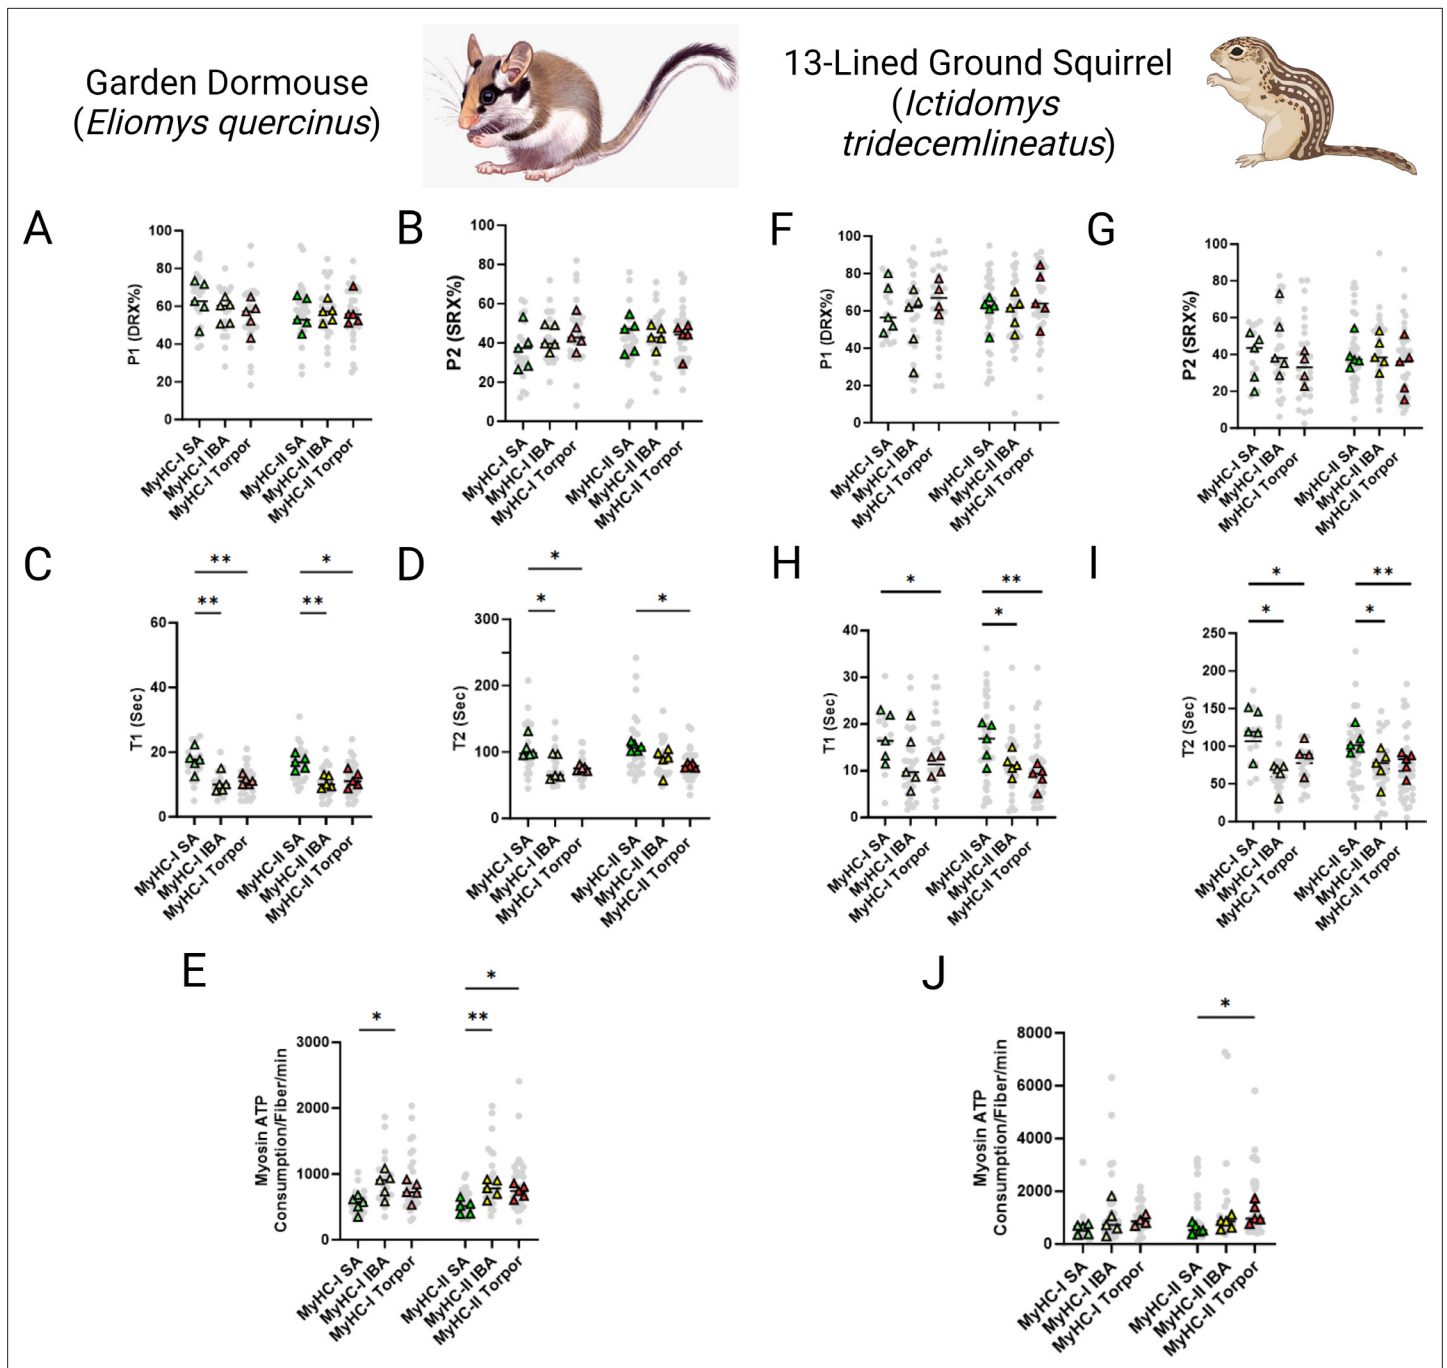 Garden Dormouse
(Eliomys quercinus)
13-Lined Ground Squirrel
(Ictidomys
tridecemlineatus)
A
P1 (DRX%)
100
80
60
40
20
0
MyHC-I SA
MyHC-I IBA
MyHC-I Torpor
MyHC-II SA
MyHC-II IBA
MyHC-II Torpor
B
P2 (SRX%)
100
80
60
40
20
0
MyHC-I SA
MyHC-I IBA
MyHC-I Torpor
MyHC-II SA
MyHC-II IBA
MyHC-II Torpor
F
P1 (DRX%)
100
80
60
40
20
0
MyHC-I SA
MyHC-I IBA
MyHC-I Torpor
MyHC-II SA
MyHC-II IBA
MyHC-II Torpor
G
P2 (SRX%)
100
80
60
40
20
0
MyHC-I SA
MyHC-I IBA
MyHC-I Torpor
MyHC-II SA
MyHC-II IBA
MyHC-II Torpor
C
** *
** **
T1 (Sec)
60
40
20
0
MyHC-I SA
MyHC-I IBA
MyHC-I Torpor
MyHC-II SA
MyHC-II IBA
MyHC-II Torpor
D
*
* *
T2 (Sec)
300
200
100
0
MyHC-I SA
MyHC-I IBA
MyHC-I Torpor
MyHC-II SA
MyHC-II IBA
MyHC-II Torpor
H
* **
*
T1 (Sec)
40
30
20
10
0
MyHC-I SA
MyHC-I IBA
MyHC-I Torpor
MyHC-II SA
MyHC-II IBA
MyHC-II Torpor
I
* **
* *
T2 (Sec)
250
200
150
100
50
0
MyHC-I SA
MyHC-I IBA
MyHC-I Torpor
MyHC-II SA
MyHC-II IBA
MyHC-II Torpor
E
*
* **
Myosin ATP
Consumption/Fiber/min
3000
2000
1000
0
MyHC-I SA
MyHC-I IBA
MyHC-I Torpor
MyHC-II SA
MyHC-II IBA
MyHC-II Torpor
J
*
Myosin ATP
Consumption/Fiber/min
8000
6000
4000
2000
0
MyHC-I SA
MyHC-I IBA
MyHC-I Torpor
MyHC-II SA
MyHC-II IBA
MyHC-II Torpor